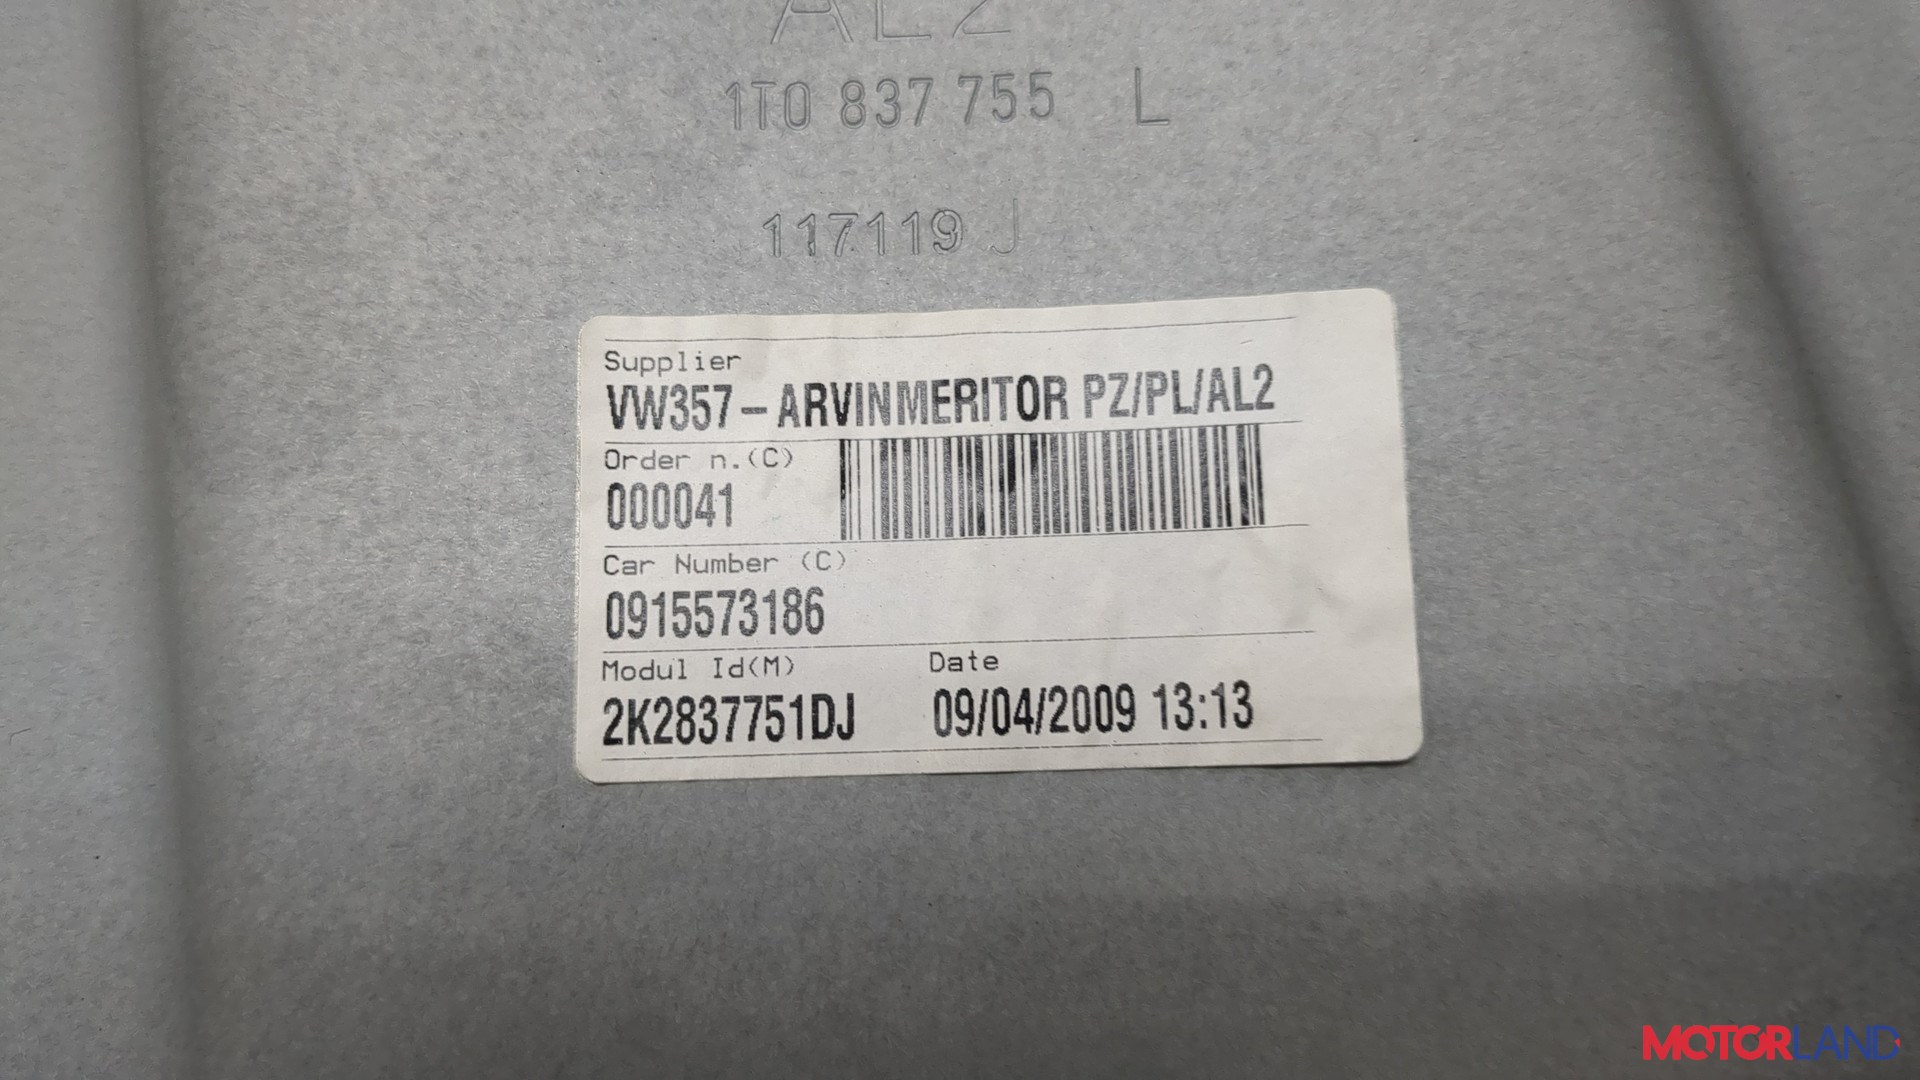 AL2
1T0 837 755 L
117119 J
Supplier
VW357-ARVINMERITOR PZ/PL/AL2
Order n.(C)
000041
Car Number (C)
0915573186
Modul Id(M) Date
2K2837751DJ 09/04/2009 13:13
MOTORLAND